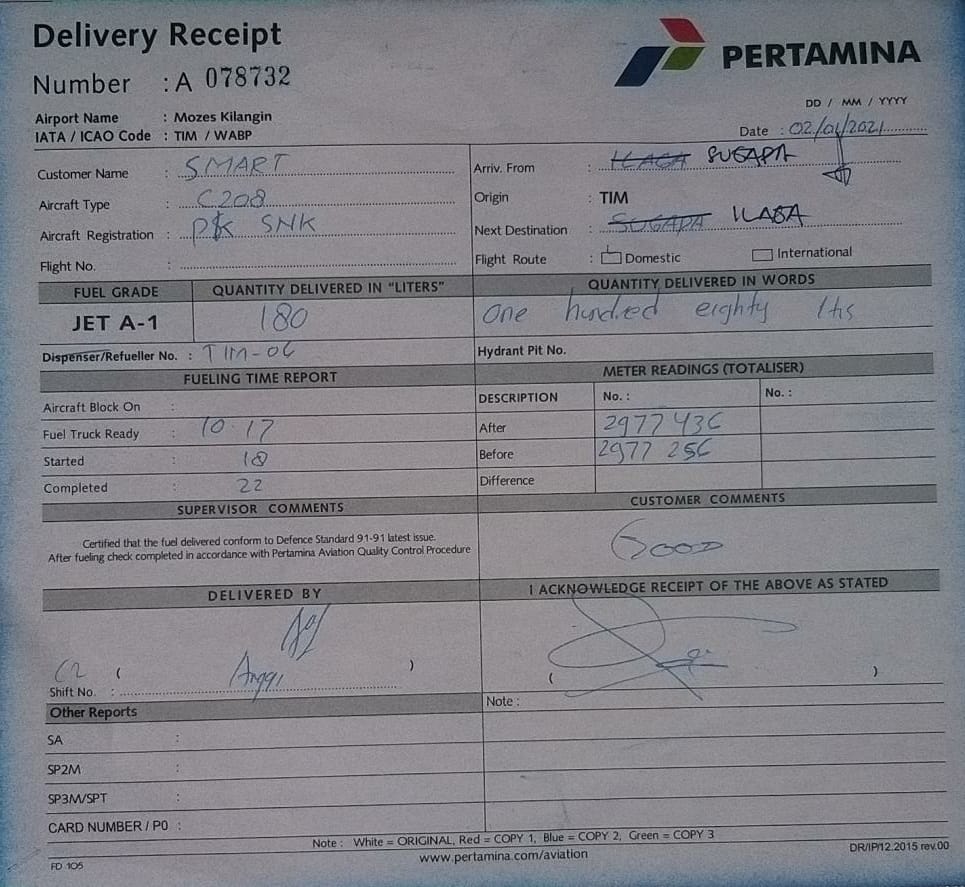 Delivery Receipt
PERTAMINA
Number : A 078732
DD / MM / YYYY
Airport Name : Mozes Kilangin
IATA / ICAO Code : TIM / WABP
Date : 02/01/2021
Customer Name : SMART
Arriv. From : ILAGA SUGAPA
Aircraft Type : C208
Origin : TIM
Aircraft Registration : PK SNK
Next Destination : SUGAPA ILAGA
Flight No. :
Flight Route : Domestic International
FUEL GRADE QUANTITY DELIVERED IN "LITERS" QUANTITY DELIVERED IN WORDS
JET A-1 180 One hundred eighty
Dispenser/Refueller No. : TIM-06
Hydrant Pit No.
FUELING TIME REPORT METER READINGS (TOTALISER)
Aircraft Block On :
DESCRIPTION No. : No. :
Fuel Truck Ready : 10.17
After 2977 436
Started : 18
Before 2977 256
Completed : 22
Difference
SUPERVISOR COMMENTS CUSTOMER COMMENTS
Certified that the fuel delivered conform to Defence Standard 91-91 latest issue.
After fueling check completed in accordance with Pertamina Aviation Quality Control Procedure
GOOD
DELIVERED BY I ACKNOWLEDGE RECEIPT OF THE ABOVE AS STATED
( Anggi ) ( )
Shift No. :
Note :
Other Reports
SA :
SP2M :
SP3M/SPT :
CARD NUMBER / PO :
Note : White = ORIGINAL, Red = COPY 1, Blue = COPY 2, Green = COPY 3
www.pertamina.com/aviation
FD 105
DR/IP/12.2015 rev.00